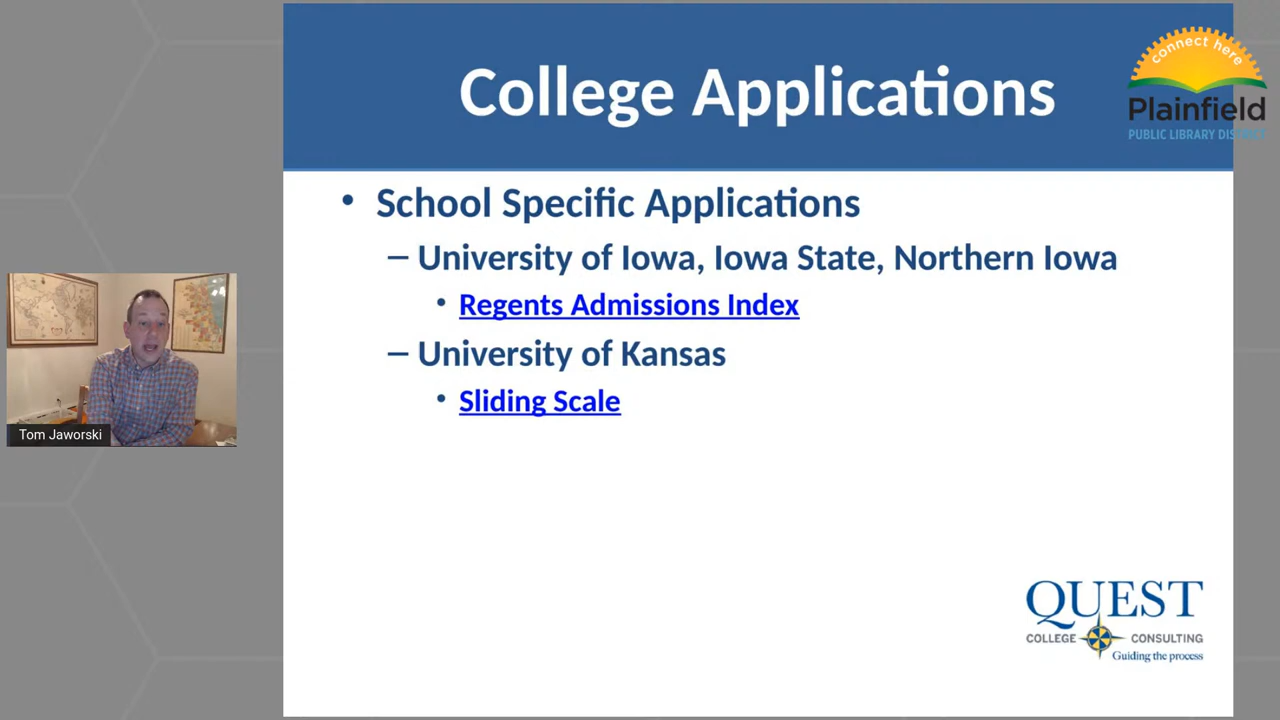 College Applications
connect here
Plainfield
PUBLIC LIBRARY DISTRICT
• School Specific Applications
– University of Iowa, Iowa State, Northern Iowa
• Regents Admissions Index
– University of Kansas
• Sliding Scale
Tom Jaworski
QUEST
COLLEGE CONSULTING
Guiding the process